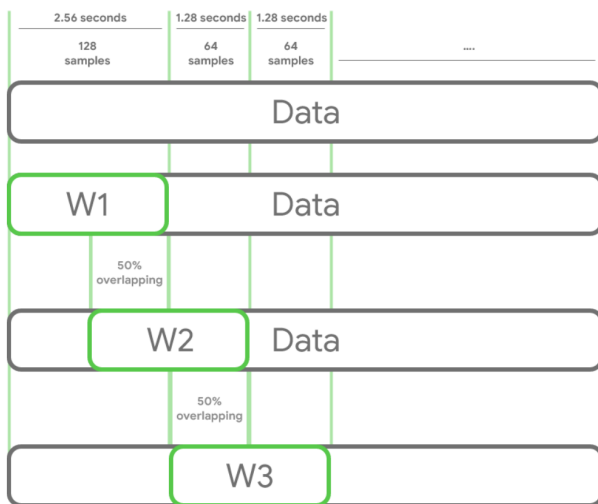 2.56 seconds 1.28 seconds 1.28 seconds
128 samples 64 samples 64 samples ....
Data
W1 Data
50%
overlapping
W2 Data
50%
overlapping
W3